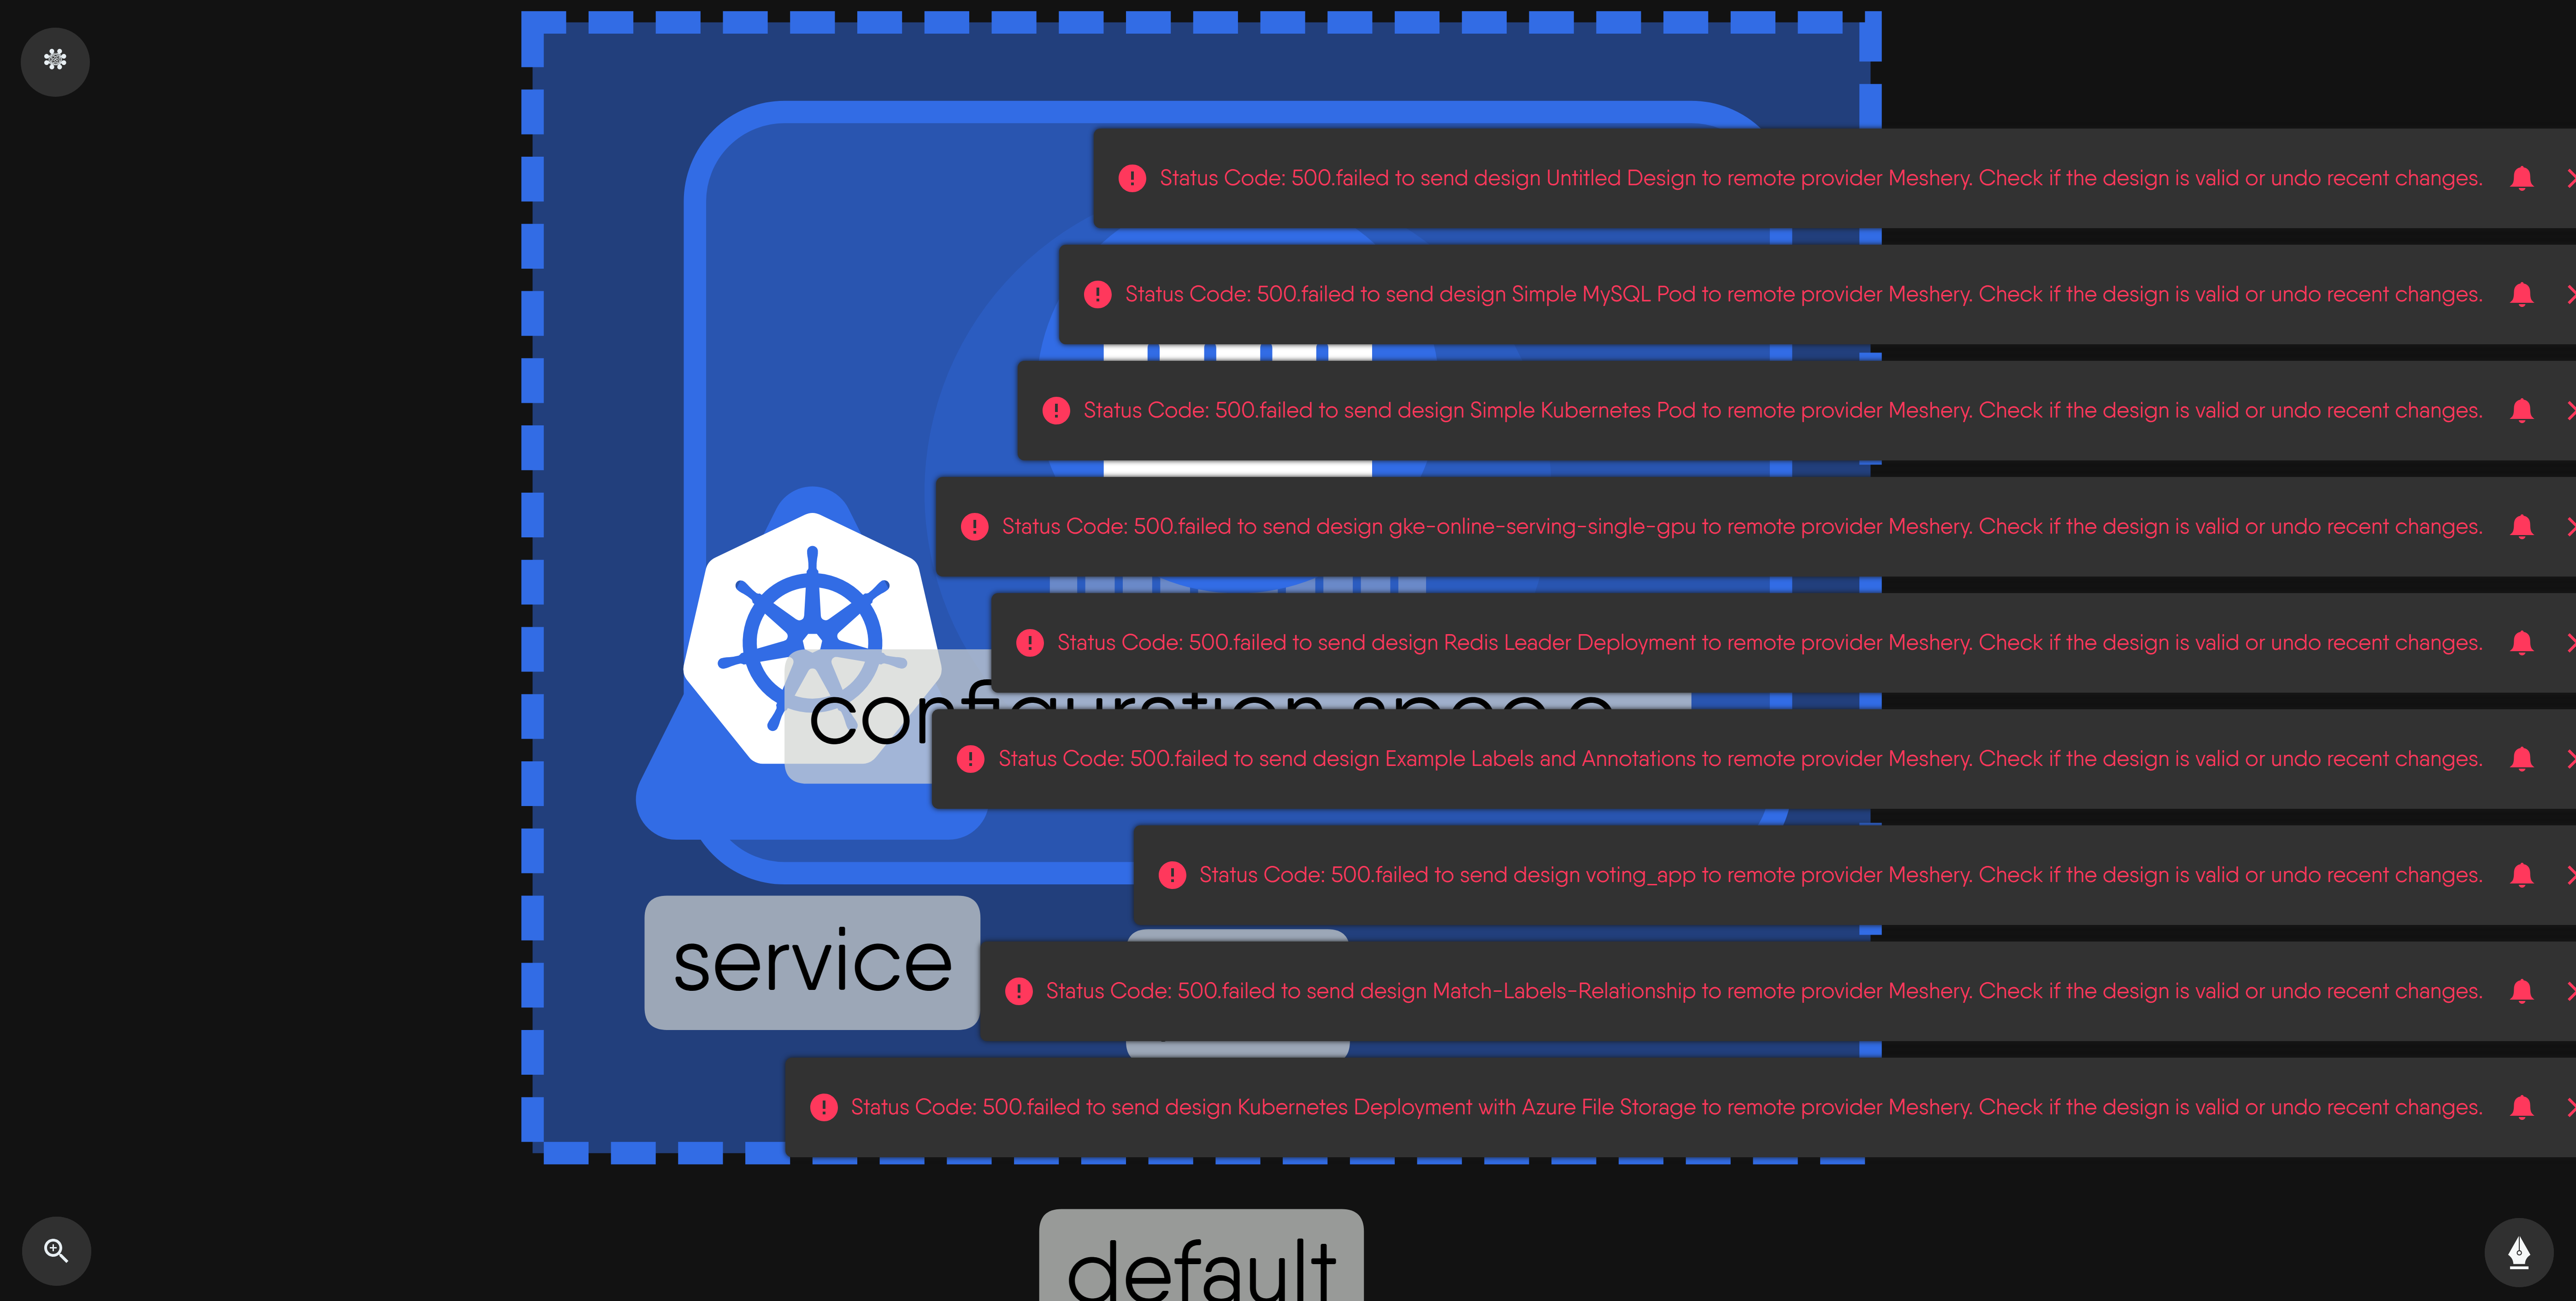 Status Code: 500.failed to send design Untitled Design to remote provider Meshery. Check if the design is valid or undo recent changes.
Status Code: 500.failed to send design Simple MySQL Pod to remote provider Meshery. Check if the design is valid or undo recent changes.
Status Code: 500.failed to send design Simple Kubernetes Pod to remote provider Meshery. Check if the design is valid or undo recent changes.
Status Code: 500.failed to send design gke-online-serving-single-gpu to remote provider Meshery. Check if the design is valid or undo recent changes.
Status Code: 500.failed to send design Redis Leader Deployment to remote provider Meshery. Check if the design is valid or undo recent changes.
configuration spec
Status Code: 500.failed to send design Example Labels and Annotations to remote provider Meshery. Check if the design is valid or undo recent changes.
Status Code: 500.failed to send design voting_app to remote provider Meshery. Check if the design is valid or undo recent changes.
service
Status Code: 500.failed to send design Match-Labels-Relationship to remote provider Meshery. Check if the design is valid or undo recent changes.
Status Code: 500.failed to send design Kubernetes Deployment with Azure File Storage to remote provider Meshery. Check if the design is valid or undo recent changes.
default